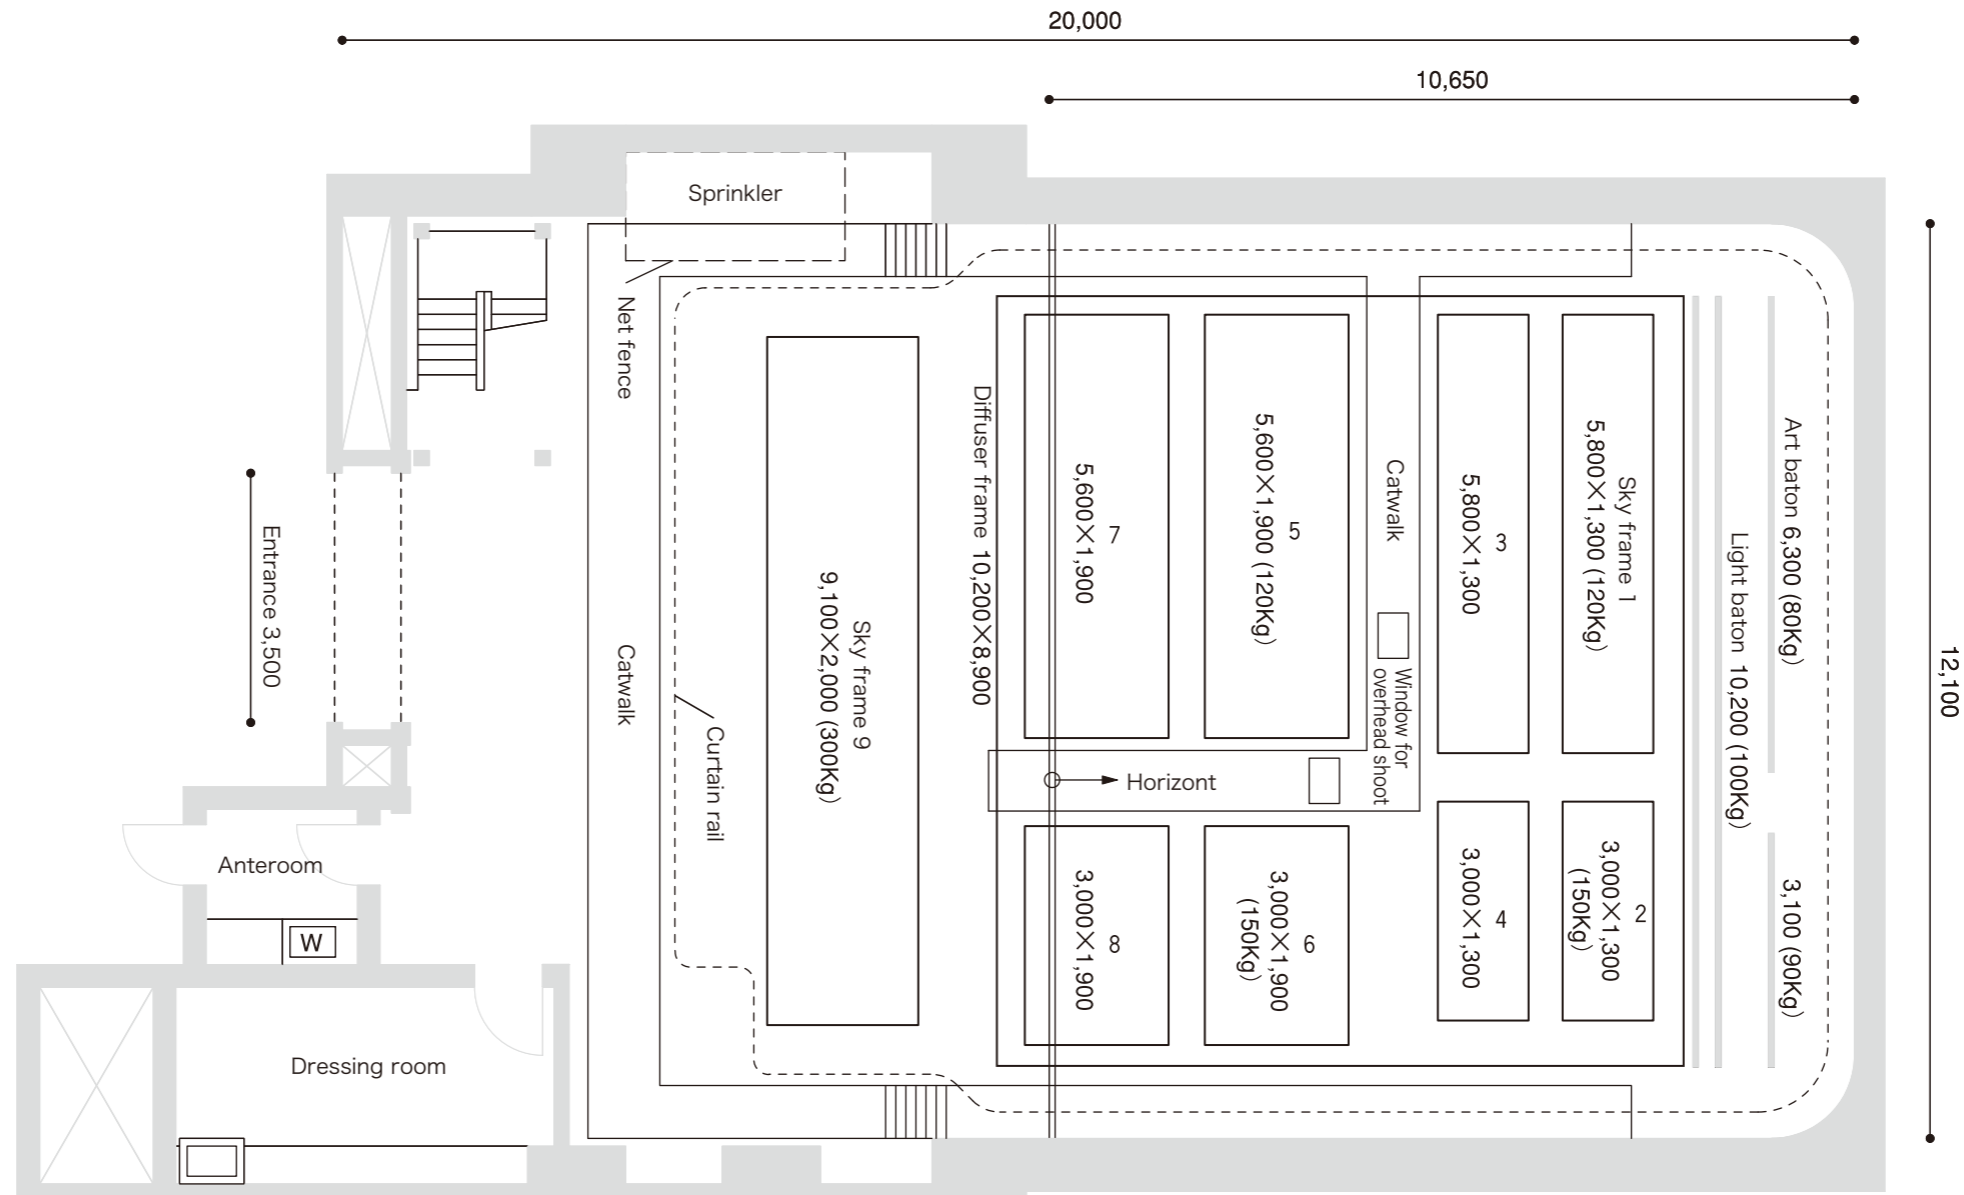 20,000
10,650
Sprinkler
Net fence
Diffuser frame 10,200×8,900
7
5,600×1,900
5
5,600×1,900 (120Kg)
Catwalk
3
5,800×1,300
Sky frame 1
5,800×1,300 (120Kg)
Art baton 6,300 (80Kg)
Light baton 10,200 (100Kg)
12,100
Entrance 3,500
Catwalk
Sky frame 9
9,100×2,000 (300Kg)
Curtain rail
Window for
overhead shoot
Horizont
Anteroom
W
8
3,000×1,900
6
3,000×1,900
(150Kg)
4
3,000×1,300
2
3,000×1,300
(150Kg)
3,100 (90Kg)
Dressing room